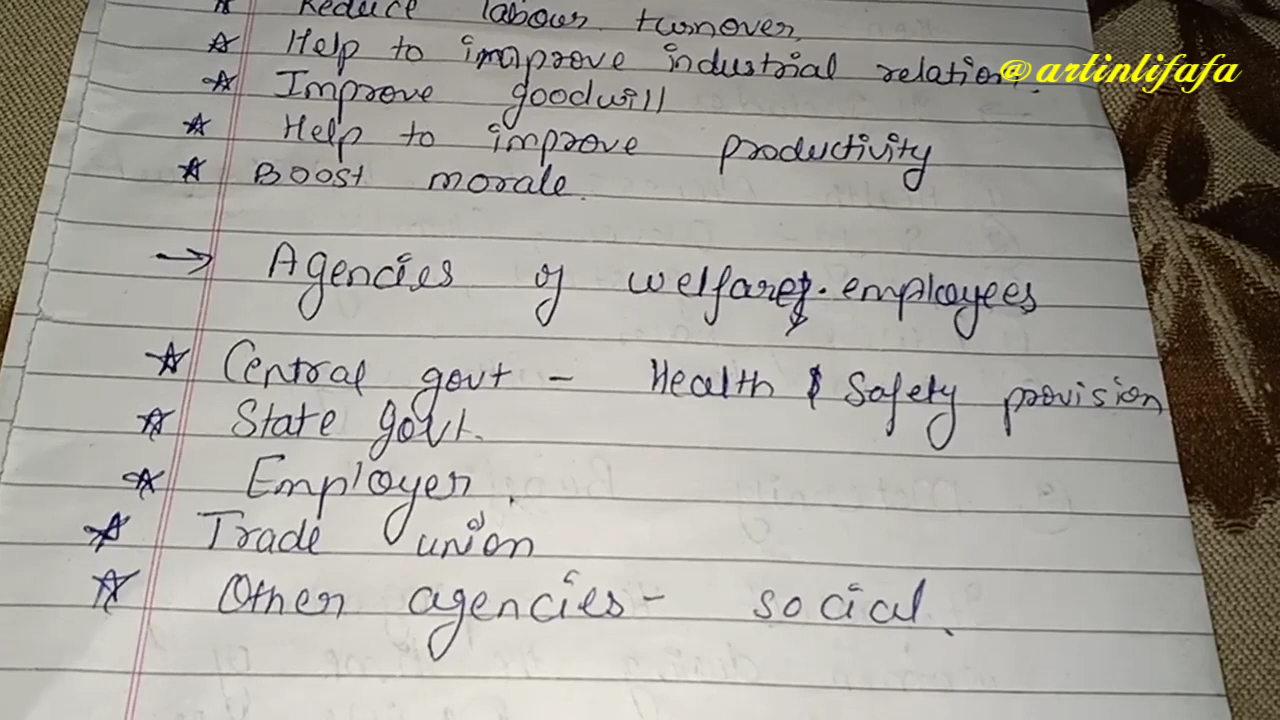 * Reduce labour turnover.
* Help to improve industrial relation.
@artinlifafa
* Improve goodwill
* Help to improve productivity
* Boost morale.
→ Agencies of welfare employees
* Central govt - Health & Safety provision
* State govt.
* Employer.
* Trade union
* Other agencies - social.